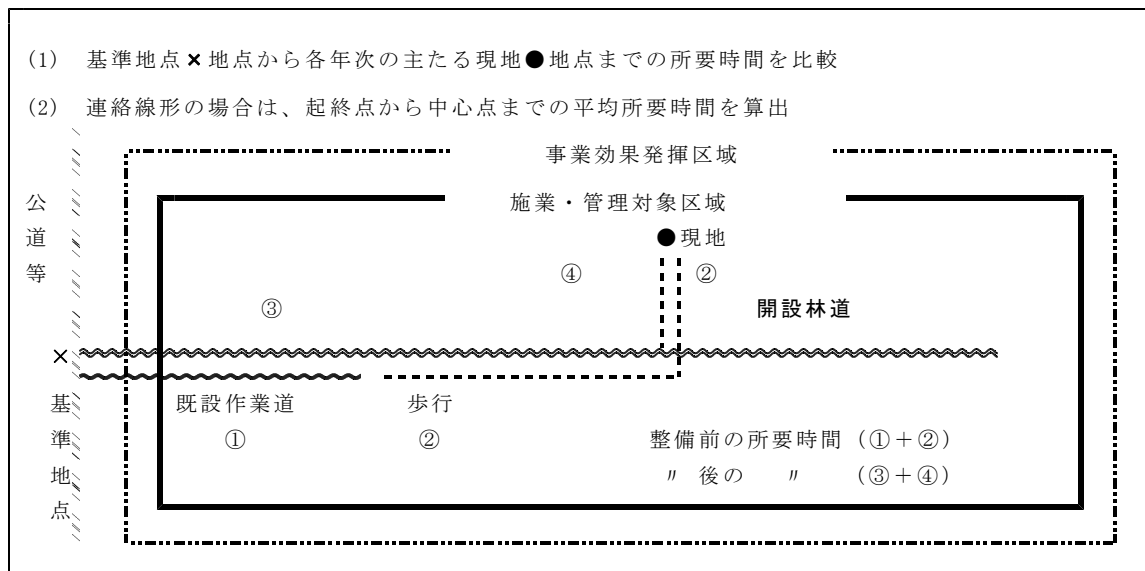 (1) 基準地点×地点から各年次の主たる現地●地点までの所要時間を比較
(2) 連絡線形の場合は、起終点から中心点までの平均所要時間を算出
事業効果発揮区域
公道等
施業・管理対象区域
●現地
④ ②
③ 開設林道
×
基準地点
既設作業道 歩行
① ② 整備前の所要時間（①＋②）
〃 後の 〃 （③＋④）